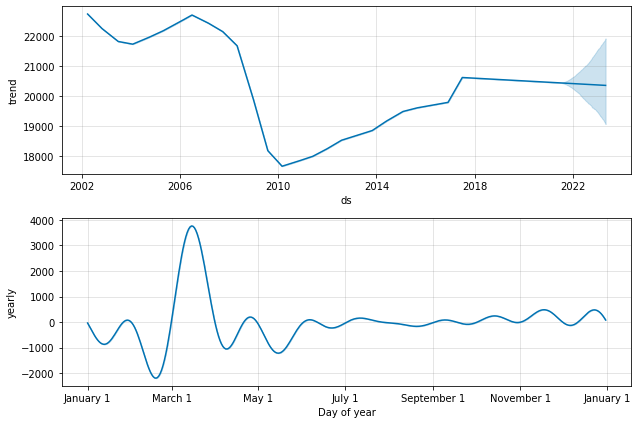 22000
21000
20000
19000
18000
trend
2002 2006 2010 2014 2018 2022
ds
4000
3000
2000
1000
0
−1000
−2000
yearly
January 1 March 1 May 1 July 1 September 1 November 1 January 1
Day of year